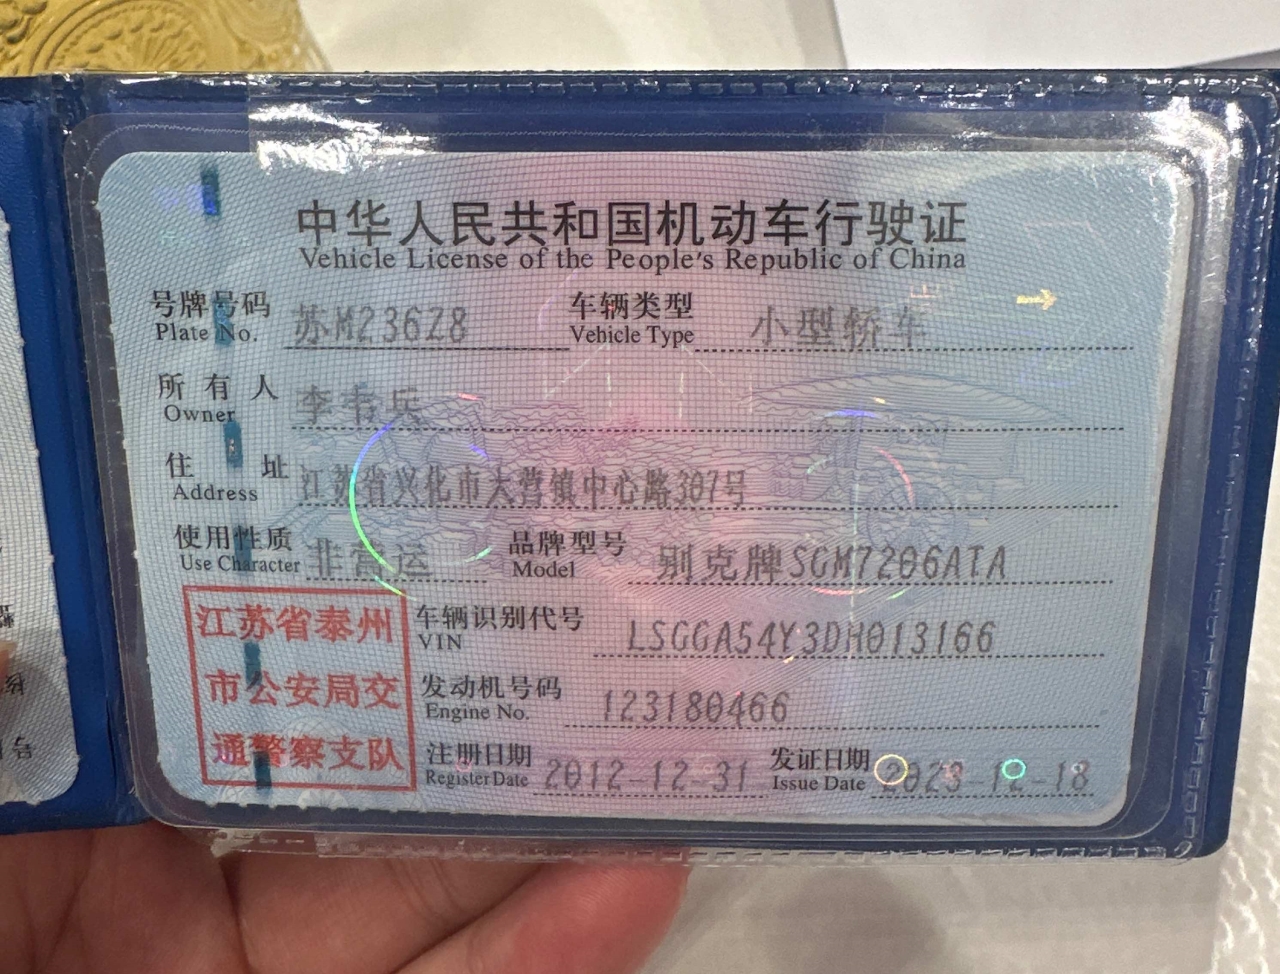 中华人民共和国机动车行驶证
Vehicle License of the People's Republic of China
号牌号码 苏M236Z8 车辆类型 小型轿车
Plate No. Vehicle Type
所有人 李
Owner
住址 江苏省兴化市大营镇中心路307号
Address
使用性质 非营运 品牌型号 别克牌SGM7206ATA
Use Character Model
江苏省泰州
市公安局交
通警察支队
车辆识别代号 LSGGA54Y3DH013166
VIN
发动机号码 123180466
Engine No.
注册日期 2012-12-31 发证日期 2023-12-18
Register Date Issue Date